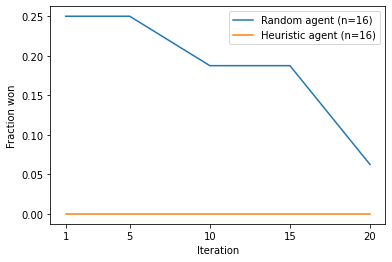 Random agent (n=16)
Heuristic agent (n=16)
Fraction won
0.25
0.20
0.15
0.10
0.05
0.00
1 5 10 15 20
Iteration